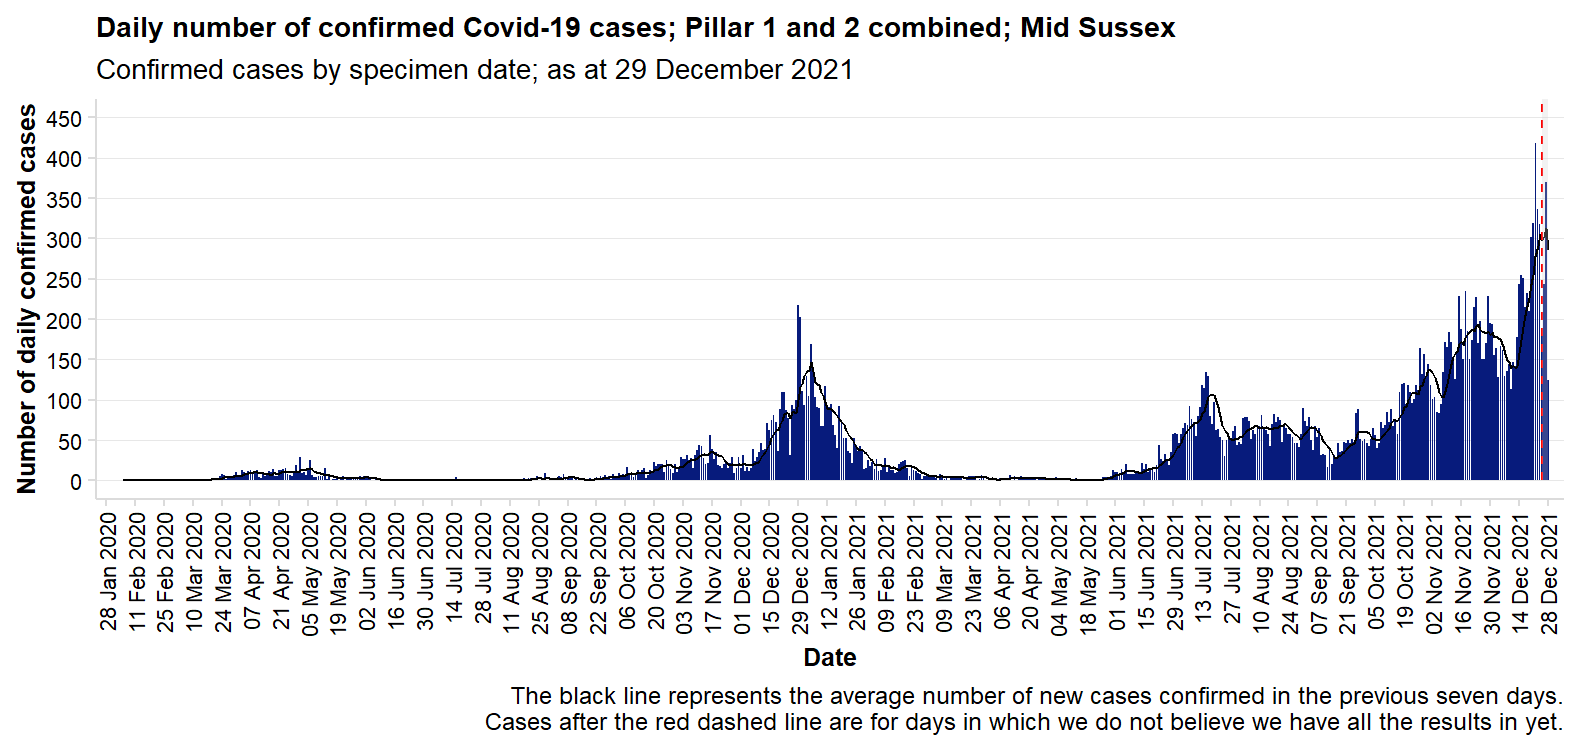 Daily number of confirmed Covid-19 cases; Pillar 1 and 2 combined; Mid Sussex
Confirmed cases by specimen date; as at 29 December 2021
Number of daily confirmed cases
450
400
350
300
250
200
150
100
50
0
28 Jan 2020
11 Feb 2020
25 Feb 2020
10 Mar 2020
24 Mar 2020
07 Apr 2020
21 Apr 2020
05 May 2020
19 May 2020
02 Jun 2020
16 Jun 2020
30 Jun 2020
14 Jul 2020
28 Jul 2020
11 Aug 2020
25 Aug 2020
08 Sep 2020
22 Sep 2020
06 Oct 2020
20 Oct 2020
03 Nov 2020
17 Nov 2020
01 Dec 2020
15 Dec 2020
29 Dec 2020
12 Jan 2021
26 Jan 2021
09 Feb 2021
23 Feb 2021
09 Mar 2021
23 Mar 2021
06 Apr 2021
20 Apr 2021
04 May 2021
18 May 2021
01 Jun 2021
15 Jun 2021
29 Jun 2021
13 Jul 2021
27 Jul 2021
10 Aug 2021
24 Aug 2021
07 Sep 2021
21 Sep 2021
05 Oct 2021
19 Oct 2021
02 Nov 2021
16 Nov 2021
30 Nov 2021
14 Dec 2021
28 Dec 2021
Date
The black line represents the average number of new cases confirmed in the previous seven days.
Cases after the red dashed line are for days in which we do not believe we have all the results in yet.